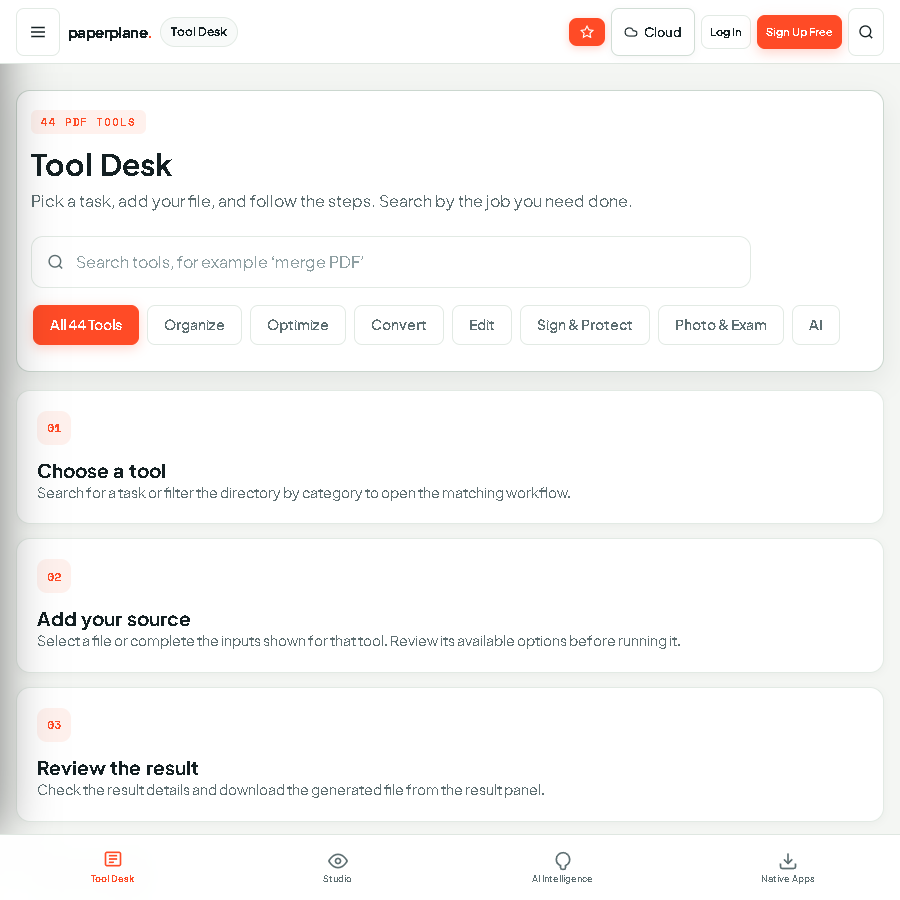 paperplane.
Tool Desk
Cloud
Log In
Sign Up Free
44 PDF TOOLS
Tool Desk
Pick a task, add your file, and follow the steps. Search by the job you need done.
Search tools, for example ‘merge PDF’
All 44 Tools
Organize
Optimize
Convert
Edit
Sign & Protect
Photo & Exam
AI
01
Choose a tool
Search for a task or filter the directory by category to open the matching workflow.
02
Add your source
Select a file or complete the inputs shown for that tool. Review its available options before running it.
03
Review the result
Check the result details and download the generated file from the result panel.
Tool Desk
Studio
AI Intelligence
Native Apps